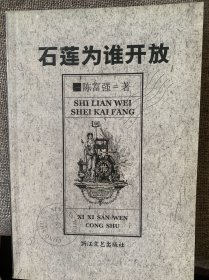 石莲为谁开放
陈富强 著
SHI LIAN WEI
SHEI KAI FANG
XI XI SAN WEN
CONG SHU
浙江文艺出版社